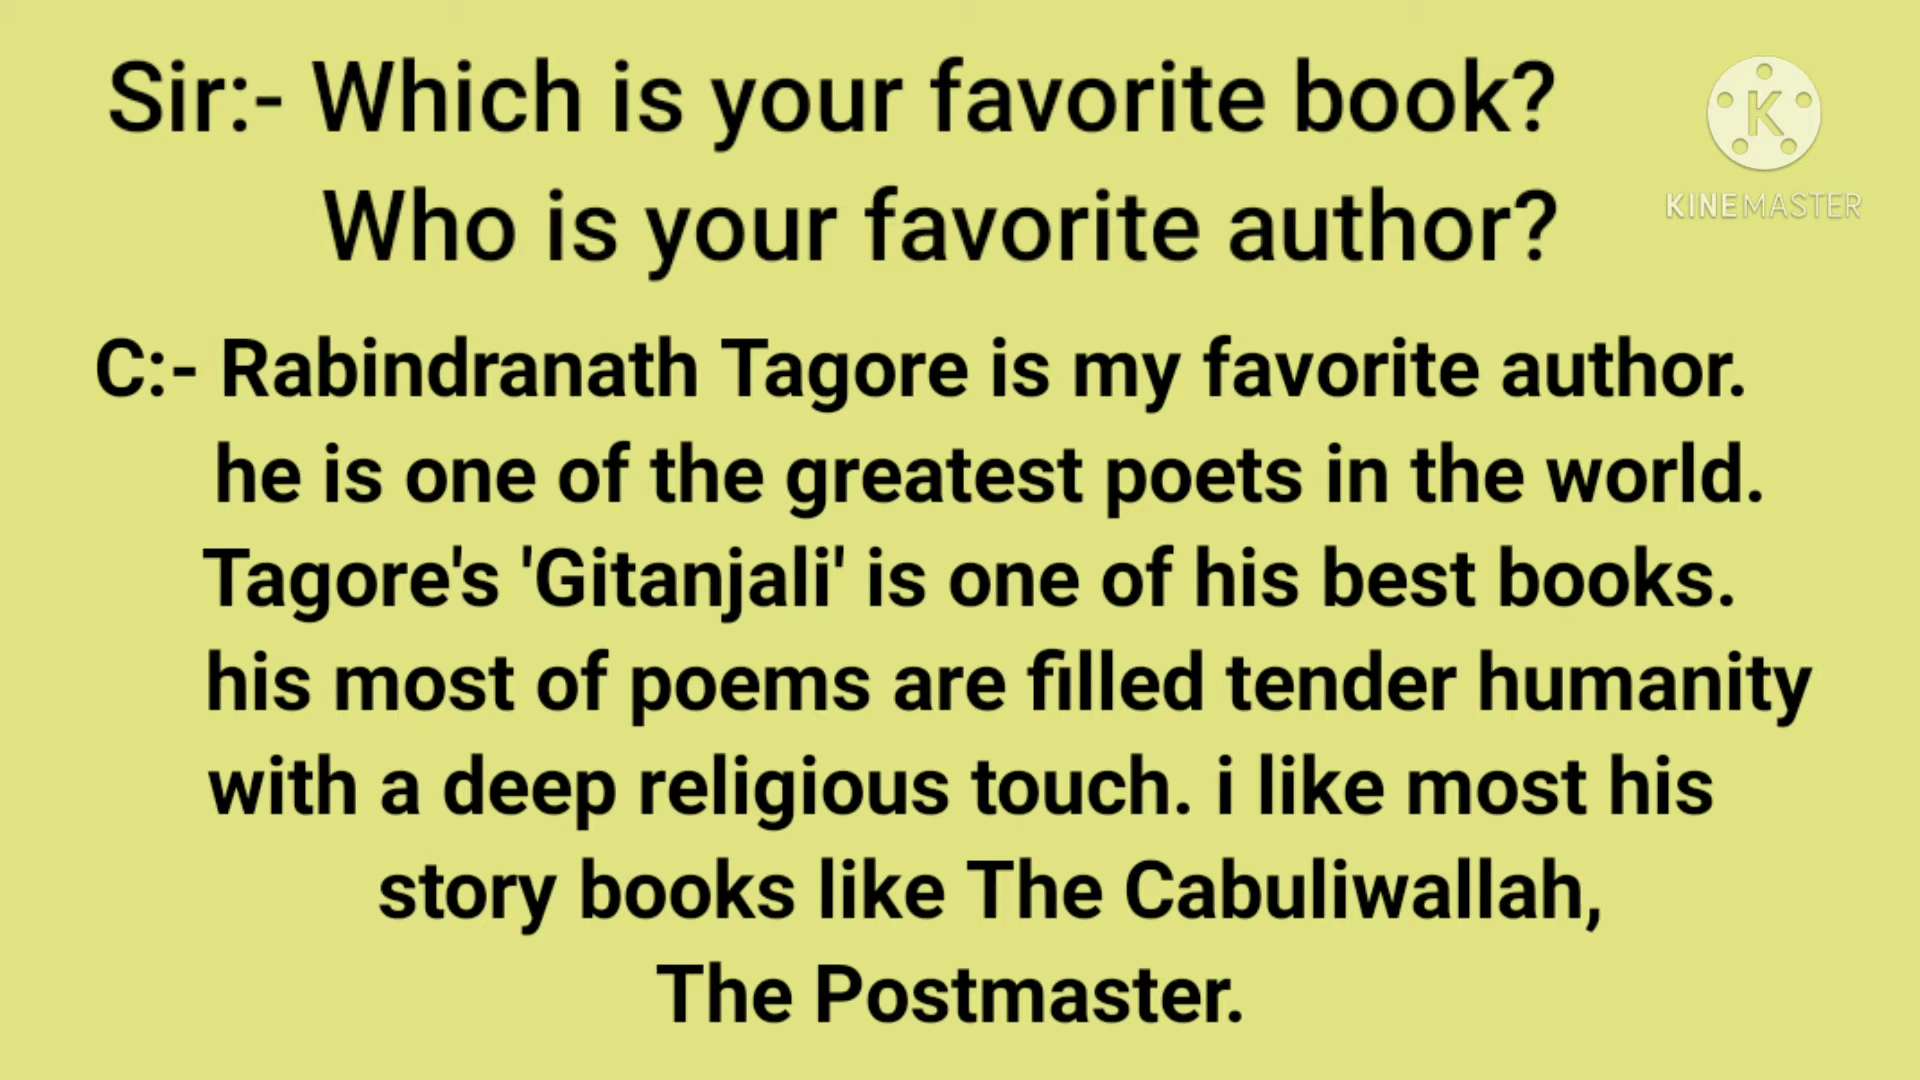 Sir:- Which is your favorite book?
Who is your favorite author?
K
KINEMASTER
C:- Rabindranath Tagore is my favorite author.
he is one of the greatest poets in the world.
Tagore's 'Gitanjali' is one of his best books.
his most of poems are filled tender humanity
with a deep religious touch. i like most his
story books like The Cabuliwallah,
The Postmaster.